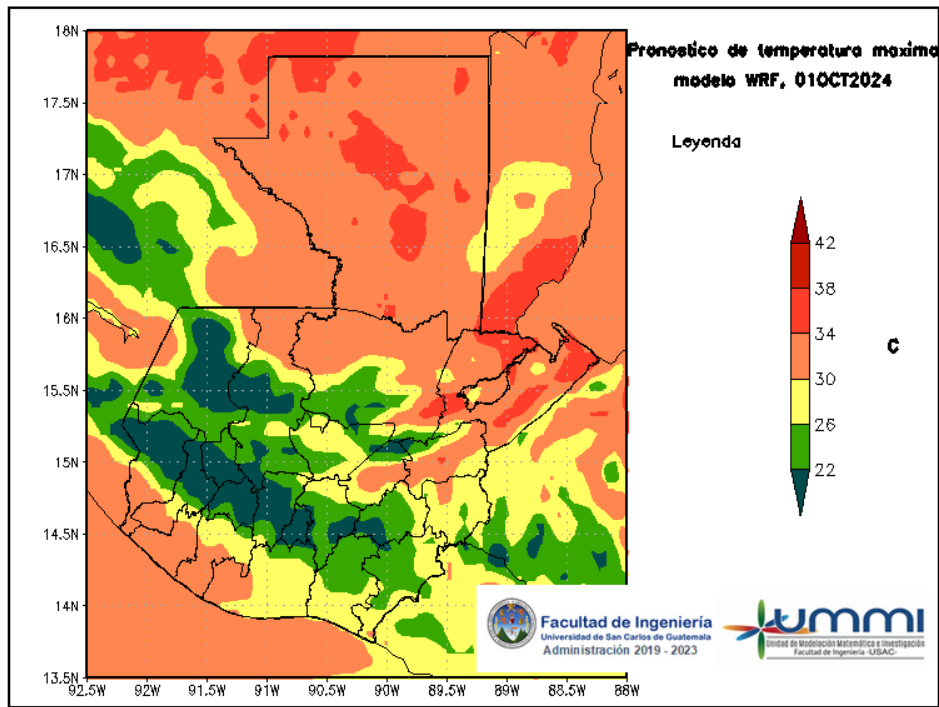 Pronostico de temperatura maxima
modelo WRF, 01OCT2024
Leyenda
18N
17.5N
17N
16.5N
16N
15.5N
15N
14.5N
14N
13.5N
92.5W 92W 91.5W 91W 90.5W 90W 89.5W 89W 88.5W 88W
42
38
34
30
26
22
C
Facultad de Ingeniería
Universidad de San Carlos de Guatemala
Administración 2019 - 2023
ummi
Unidad de Modelación Matemática e Investigación
Facultad de Ingeniería -USAC-